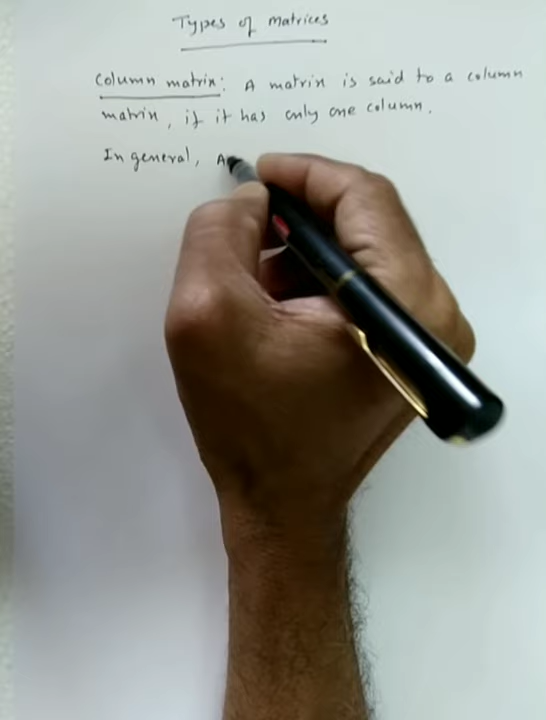 Types of matrices
Column matrix: A matrix is said to a column
matrix, if it has only one column.
In general, A